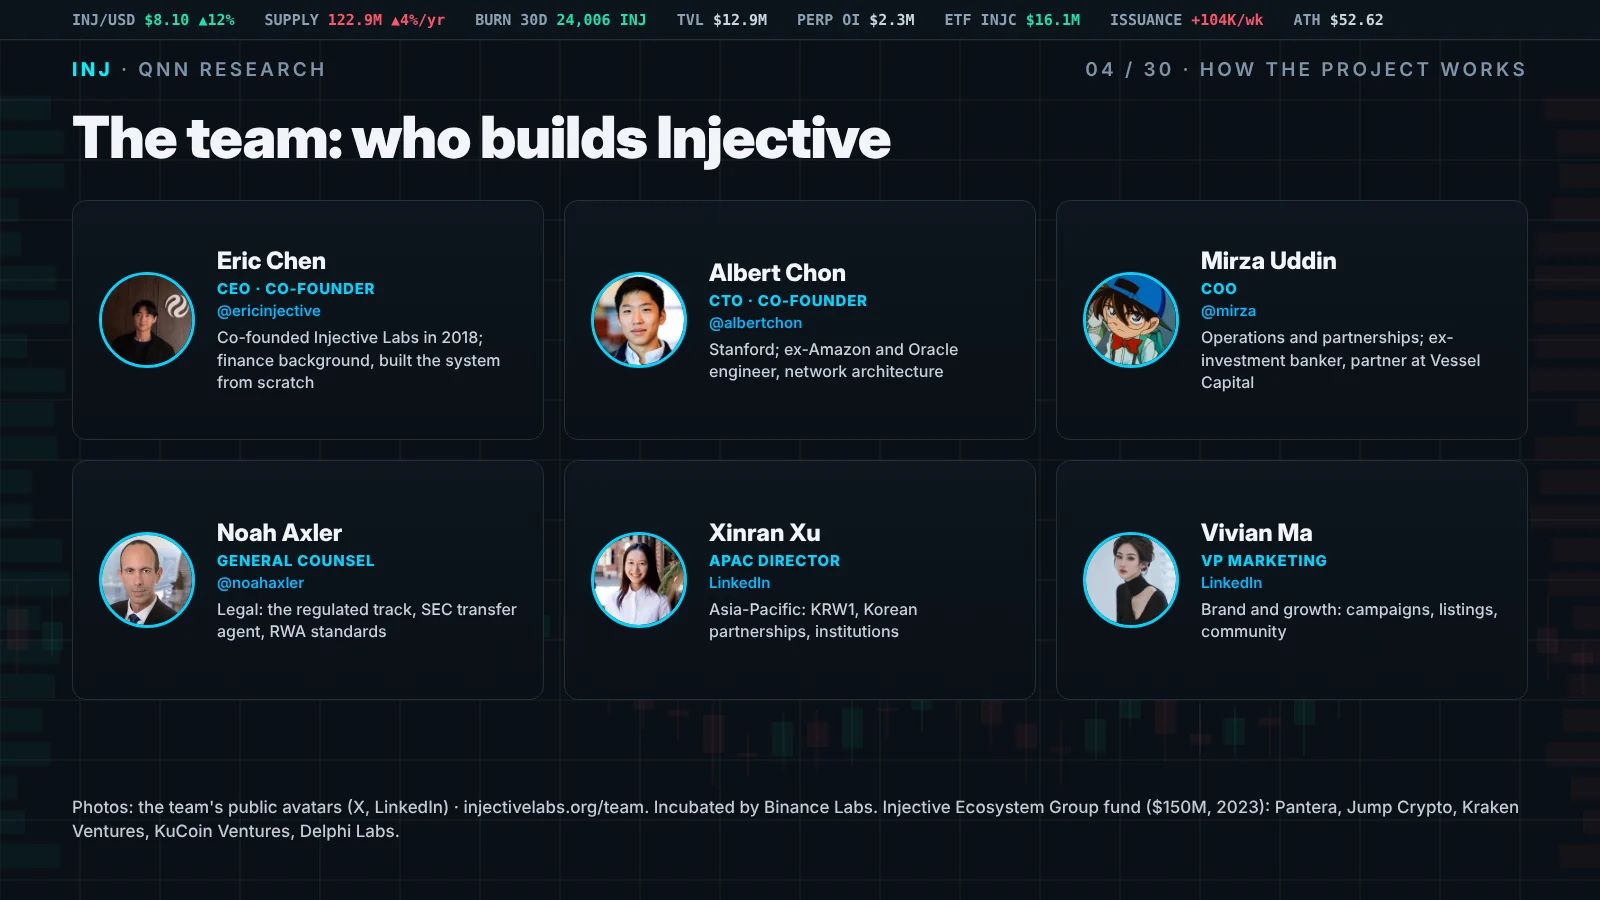 INJ/USD $8.10 ▲12% SUPPLY 122.9M ▲4%/yr BURN 30D 24,006 INJ TVL $12.9M PERP OI $2.3M ETF INJC $16.1M ISSUANCE +104K/wk ATH $52.62
INJ · QNN RESEARCH
04 / 30 · HOW THE PROJECT WORKS
The team: who builds Injective
Eric Chen
CEO · CO-FOUNDER
@ericinjective
Co-founded Injective Labs in 2018;
finance background, built the system
from scratch
Albert Chon
CTO · CO-FOUNDER
@albertchon
Stanford; ex-Amazon and Oracle
engineer, network architecture
Mirza Uddin
COO
@mirza
Operations and partnerships; ex-
investment banker, partner at Vessel
Capital
Noah Axler
GENERAL COUNSEL
@noahaxler
Legal: the regulated track, SEC transfer
agent, RWA standards
Xinran Xu
APAC DIRECTOR
LinkedIn
Asia-Pacific: KRW1, Korean
partnerships, institutions
Vivian Ma
VP MARKETING
LinkedIn
Brand and growth: campaigns, listings,
community
Photos: the team's public avatars (X, LinkedIn) · injectivelabs.org/team. Incubated by Binance Labs. Injective Ecosystem Group fund ($150M, 2023): Pantera, Jump Crypto, Kraken
Ventures, KuCoin Ventures, Delphi Labs.